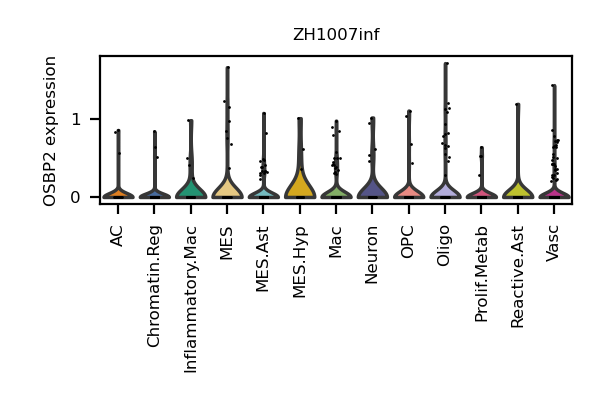 ZH1007inf
OSBP2 expression
1
0
AC
Chromatin.Reg
Inflammatory.Mac
MES
MES.Ast
MES.Hyp
Mac
Neuron
OPC
Oligo
Prolif.Metab
Reactive.Ast
Vasc